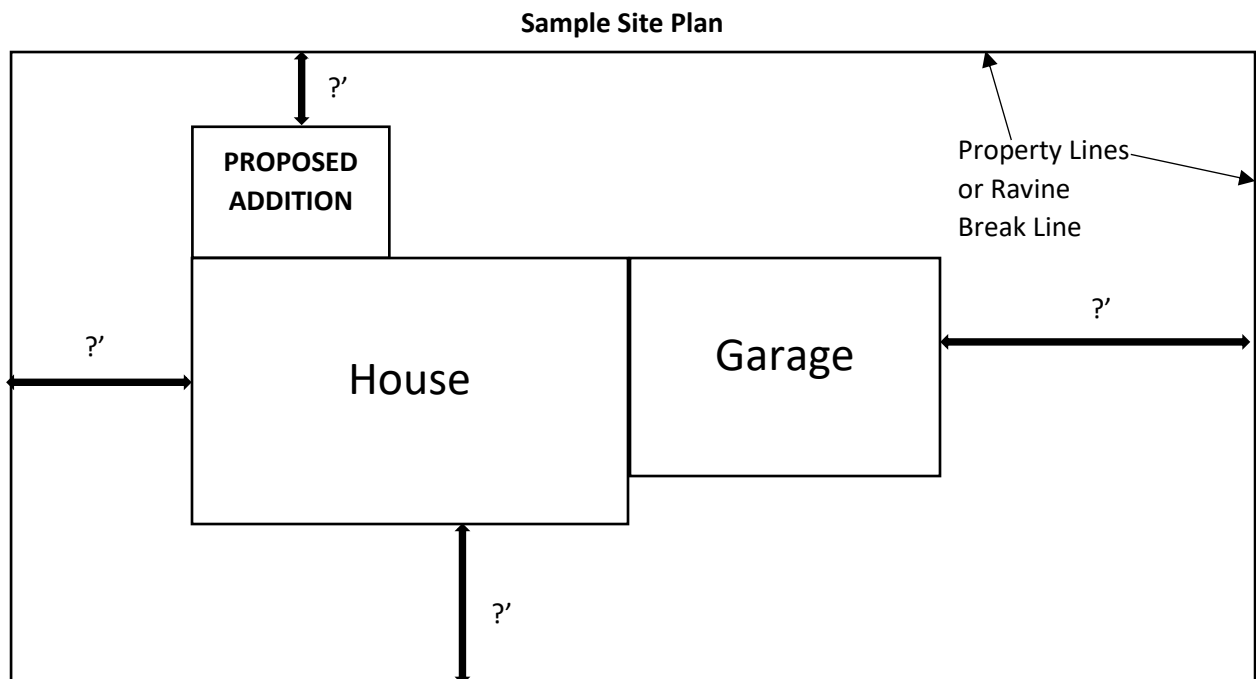 Sample Site Plan
?’
PROPOSED
ADDITION
Property Lines
or Ravine
Break Line
?’
?’
House
Garage
?’